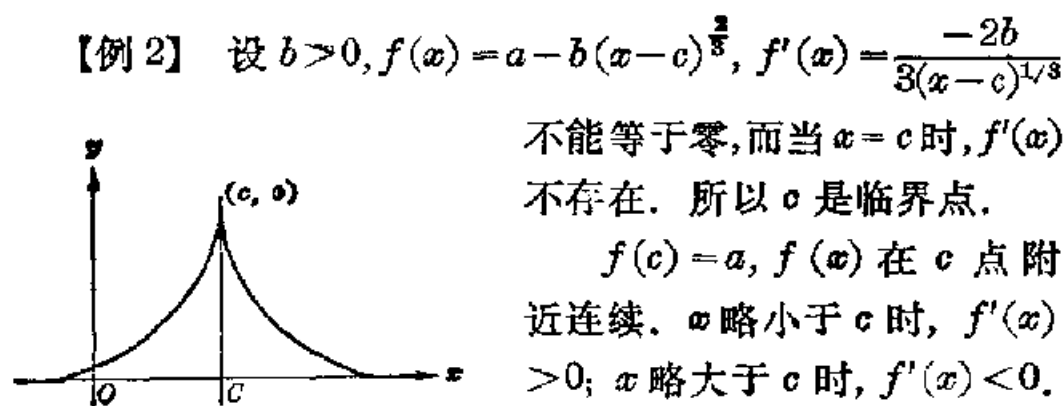 【例 2】 设 b>0, f(x)=a-b(x-c)^{2/3}, f'(x)=\frac{-2b}{3(x-c)^{1/3}}
不能等于零,而当 x=c 时, f'(x)
不存在. 所以 c 是临界点.
f(c)=a, f(x) 在 c 点附
近连续. x 略小于 c 时, f'(x)
>0; x 略大于 c 时, f'(x)<0.
y
(c, 0)
x
O
C